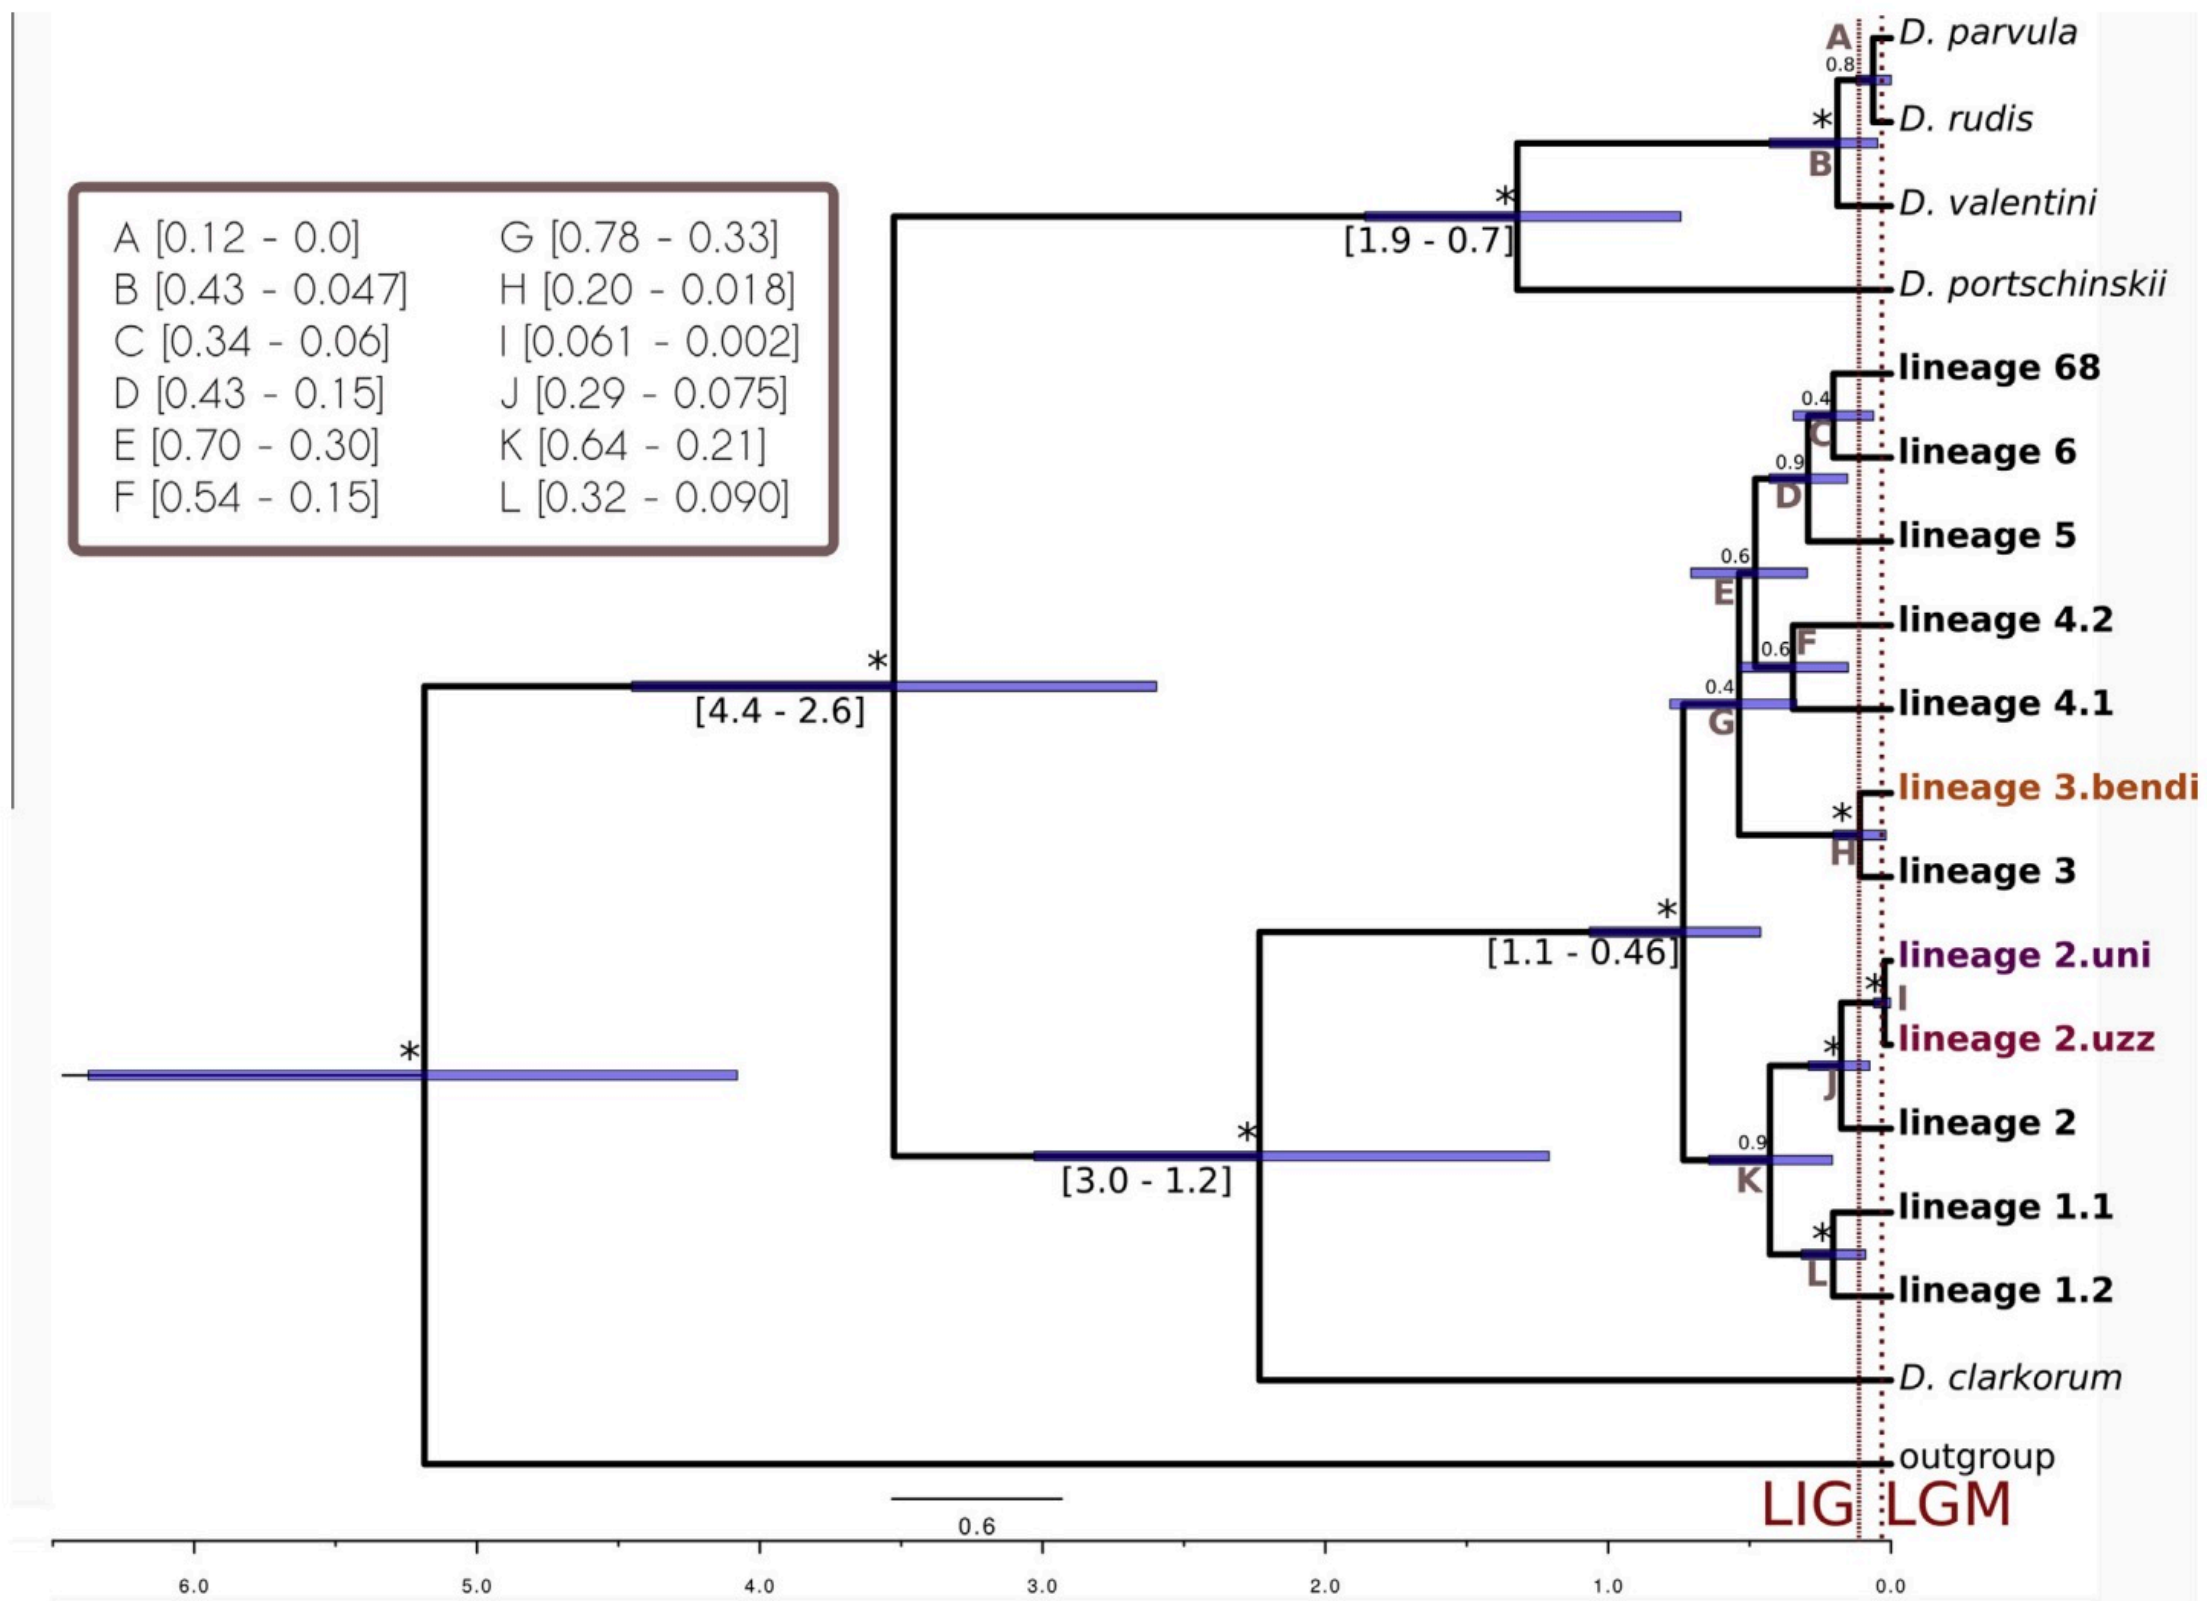 D. parvula
A
0.8
D. rudis
*
B
D. valentini
*
[1.9 - 0.7]
D. portschinskii
A [0.12 - 0.0]
B [0.43 - 0.047]
C [0.34 - 0.06]
D [0.43 - 0.15]
E [0.70 - 0.30]
F [0.54 - 0.15]
G [0.78 - 0.33]
H [0.20 - 0.018]
I [0.061 - 0.002]
J [0.29 - 0.075]
K [0.64 - 0.21]
L [0.32 - 0.090]
lineage 68
0.4
C
lineage 6
0.9
D
lineage 5
0.6
E
lineage 4.2
F
0.6
*
[4.4 - 2.6]
0.4
G
lineage 4.1
lineage 3.bendi
*
H
lineage 3
*
[1.1 - 0.46]
lineage 2.uni
*
I
lineage 2.uzz
*
*
J
lineage 2
*
[3.0 - 1.2]
0.9
K
lineage 1.1
*
L
lineage 1.2
D. clarkorum
outgroup
LIG LGM
0.6
6.0 5.0 4.0 3.0 2.0 1.0 0.0